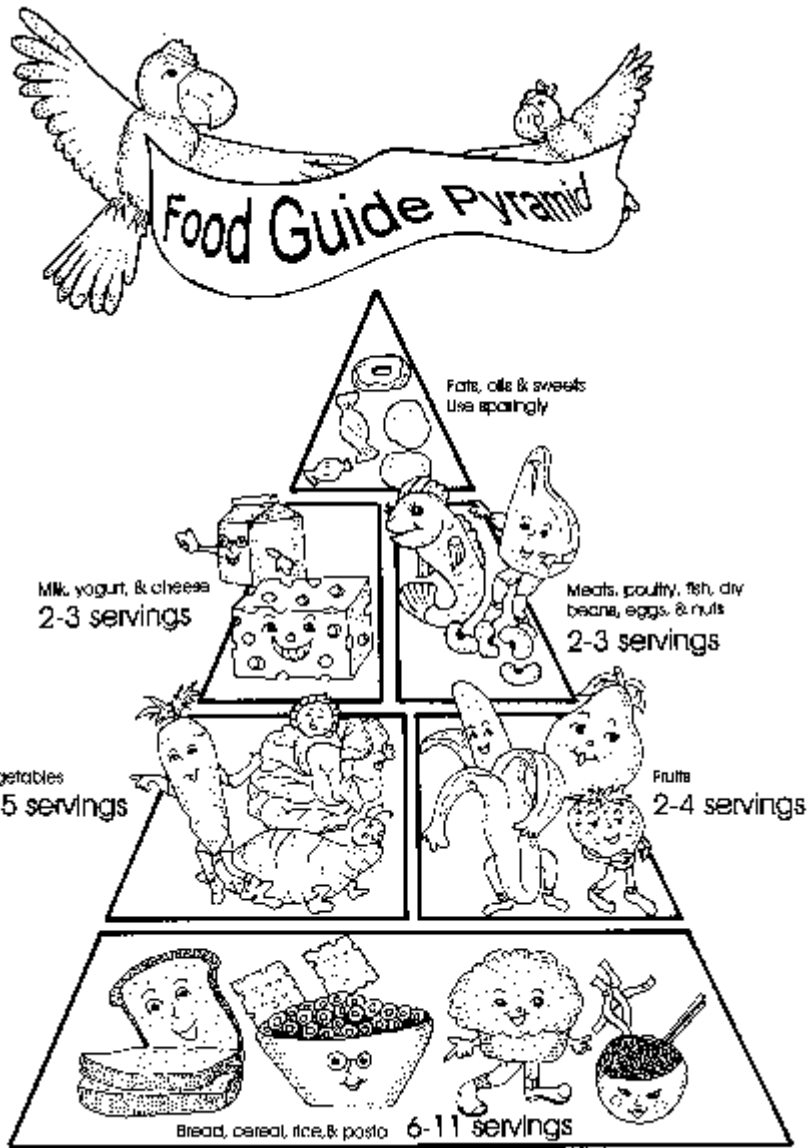 Food Guide Pyramid
Fats, oils & sweets
Use sparingly
Milk, yogurt, & cheese
2-3 servings
Meats, poultry, fish, dry
beans, eggs, & nuts
2-3 servings
getables
5 servings
Fruits
2-4 servings
Bread, cereal, rice, & pasta 6-11 servings